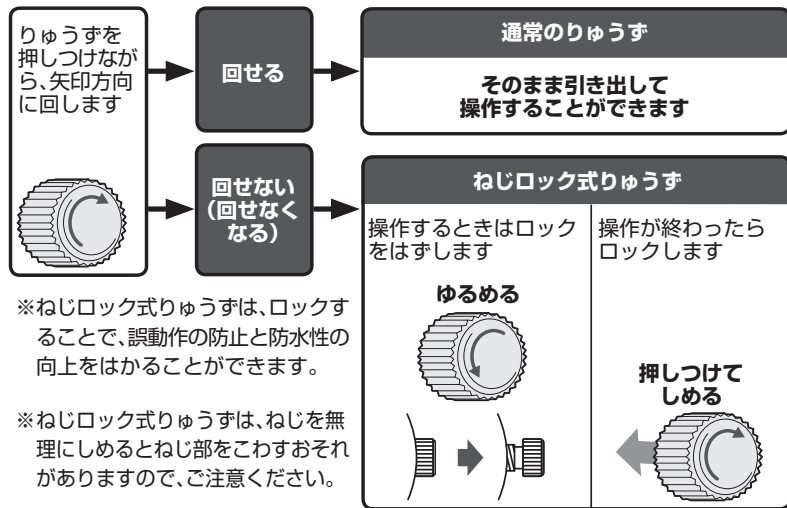 りゅうずを
押しつけなが
ら、矢印方向
に回します
回せる
通常のりゅうず
そのまま引き出して
操作することができます
回せない
(回せなく
なる)
ねじロック式りゅうず
操作するときはロック
をはずします
ゆるめる
操作が終わったら
ロックします
押しつけて
しめる
※ねじロック式りゅうずは、ロックす
ることで、誤動作の防止と防水性の
向上をはかることができます。
※ねじロック式りゅうずは、ねじを無
理にしめるとねじ部をこわすおそれ
がありますので、ご注意ください。